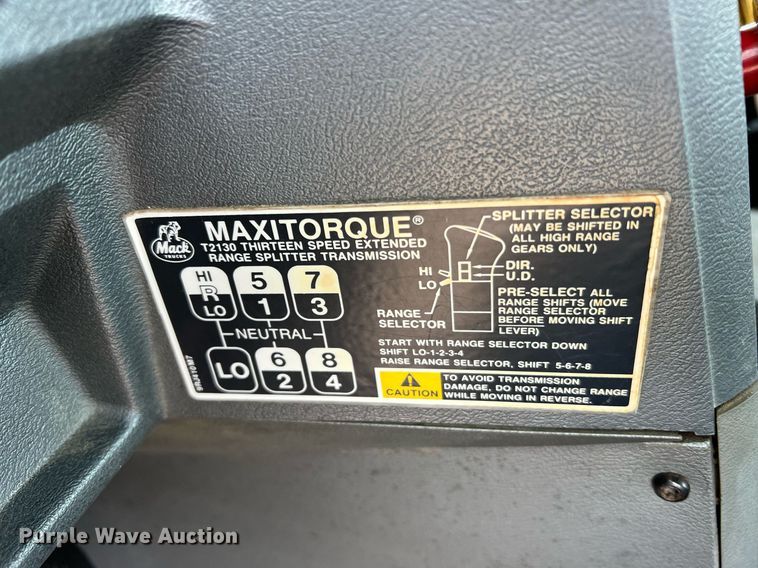 Mack
TRUCKS
MAXITORQUE®
T2130 THIRTEEN SPEED EXTENDED
RANGE SPLITTER TRANSMISSION
HI
R
LO
5
1
7
3
NEUTRAL
LO
6
2
8
4
SPLITTER SELECTOR
(MAY BE SHIFTED IN
ALL HIGH RANGE
GEARS ONLY)
DIR.
U.D.
HI
LO
RANGE
SELECTOR
PRE-SELECT ALL
RANGE SHIFTS (MOVE
RANGE SELECTOR
BEFORE MOVING SHIFT
LEVER)
START WITH RANGE SELECTOR DOWN
SHIFT LO-1-2-3-4
RAISE RANGE SELECTOR, SHIFT 5-6-7-8
CAUTION
TO AVOID TRANSMISSION
DAMAGE, DO NOT CHANGE RANGE
WHILE MOVING IN REVERSE.
Purple Wave Auction